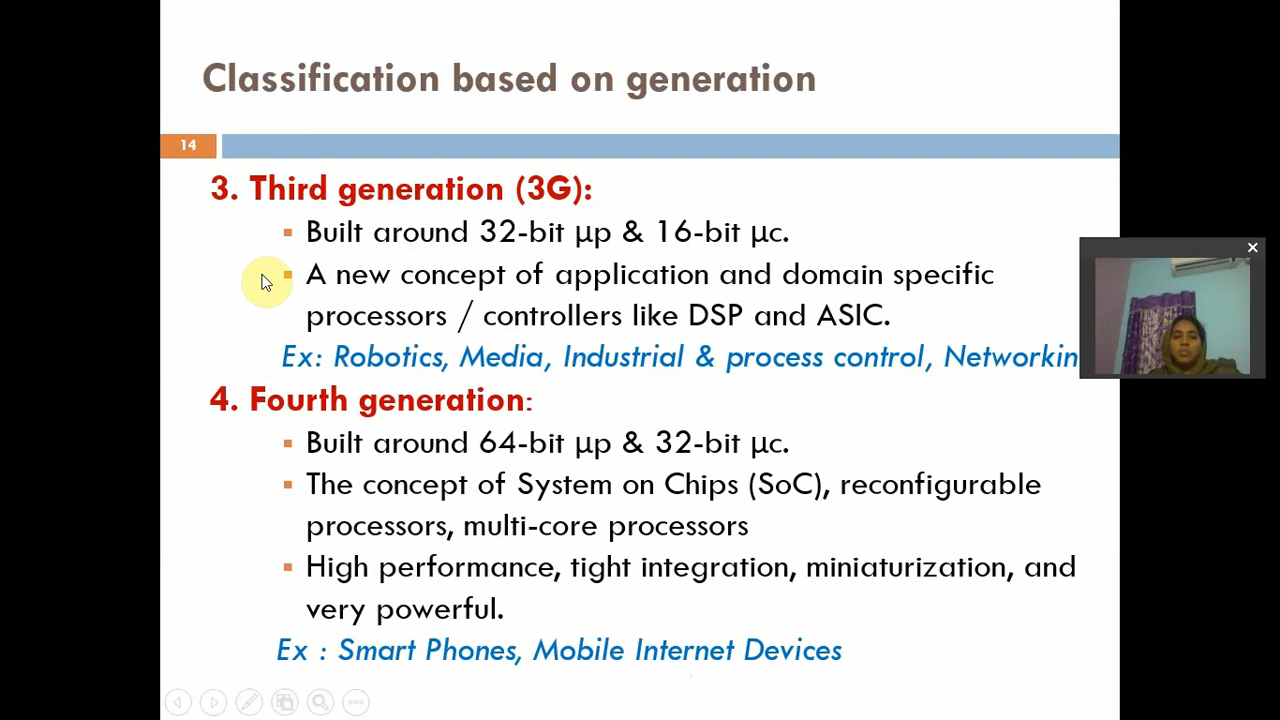 Classification based on generation
14
3. Third generation (3G):
▪ Built around 32-bit µp & 16-bit µc.
▪ A new concept of application and domain specific
processors / controllers like DSP and ASIC.
Ex: Robotics, Media, Industrial & process control, Networkin
4. Fourth generation:
▪ Built around 64-bit µp & 32-bit µc.
▪ The concept of System on Chips (SoC), reconfigurable
processors, multi-core processors
▪ High performance, tight integration, miniaturization, and
very powerful.
Ex : Smart Phones, Mobile Internet Devices